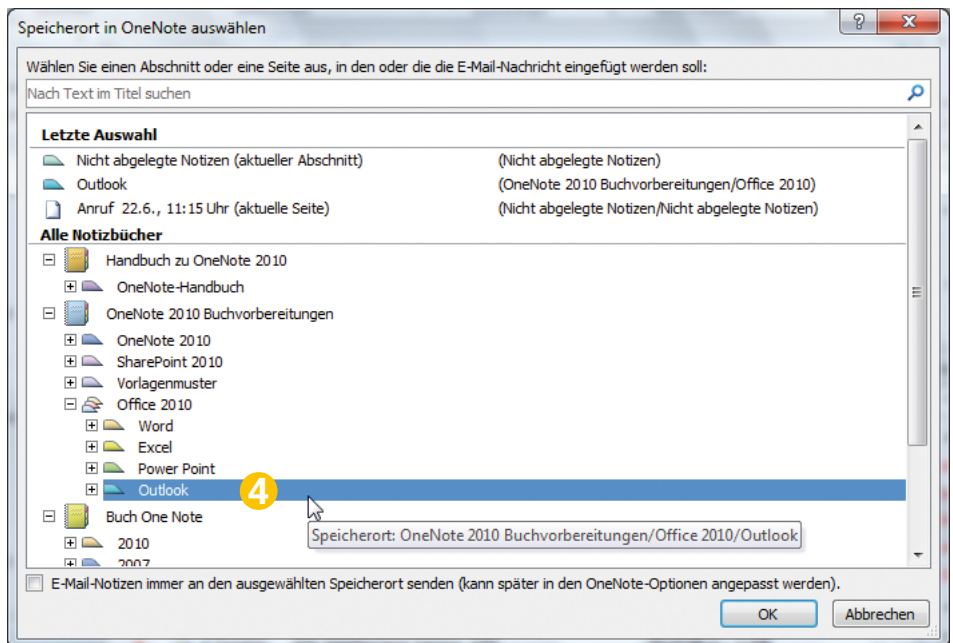 Speicherort in OneNote auswählen
Wählen Sie einen Abschnitt oder eine Seite aus, in den oder die die E-Mail-Nachricht eingefügt werden soll:
Nach Text im Titel suchen
Letzte Auswahl
Nicht abgelegte Notizen (aktueller Abschnitt) (Nicht abgelegte Notizen)
Outlook (OneNote 2010 Buchvorbereitungen/Office 2010)
Anruf 22.6., 11:15 Uhr (aktuelle Seite) (Nicht abgelegte Notizen/Nicht abgelegte Notizen)
Alle Notizbücher
Handbuch zu OneNote 2010
OneNote-Handbuch
OneNote 2010 Buchvorbereitungen
OneNote 2010
SharePoint 2010
Vorlagenmuster
Office 2010
Word
Excel
Power Point
Outlook 4
Buch One Note
Speicherort: OneNote 2010 Buchvorbereitungen/Office 2010/Outlook
2010
2007
E-Mail-Notizen immer an den ausgewählten Speicherort senden (kann später in den OneNote-Optionen angepasst werden).
OK Abbrechen